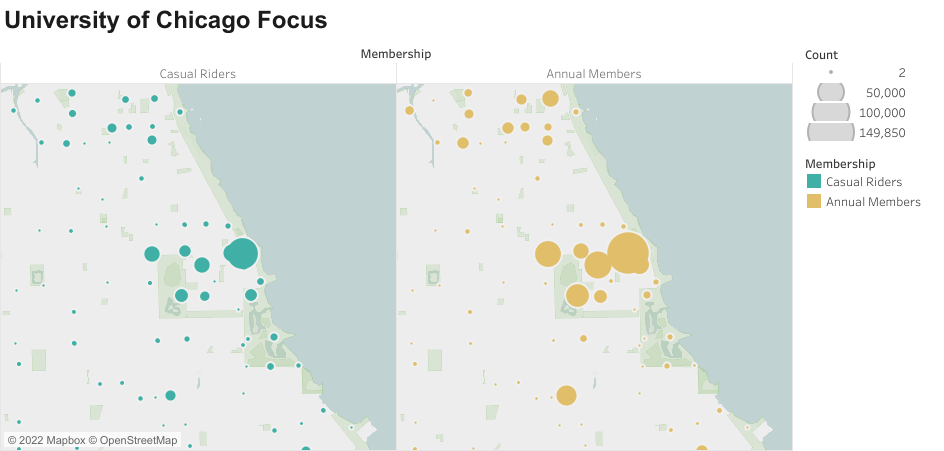 University of Chicago Focus
Membership
Casual Riders
Annual Members
Count
2
50,000
100,000
149,850
Membership
Casual Riders
Annual Members
© 2022 Mapbox © OpenStreetMap